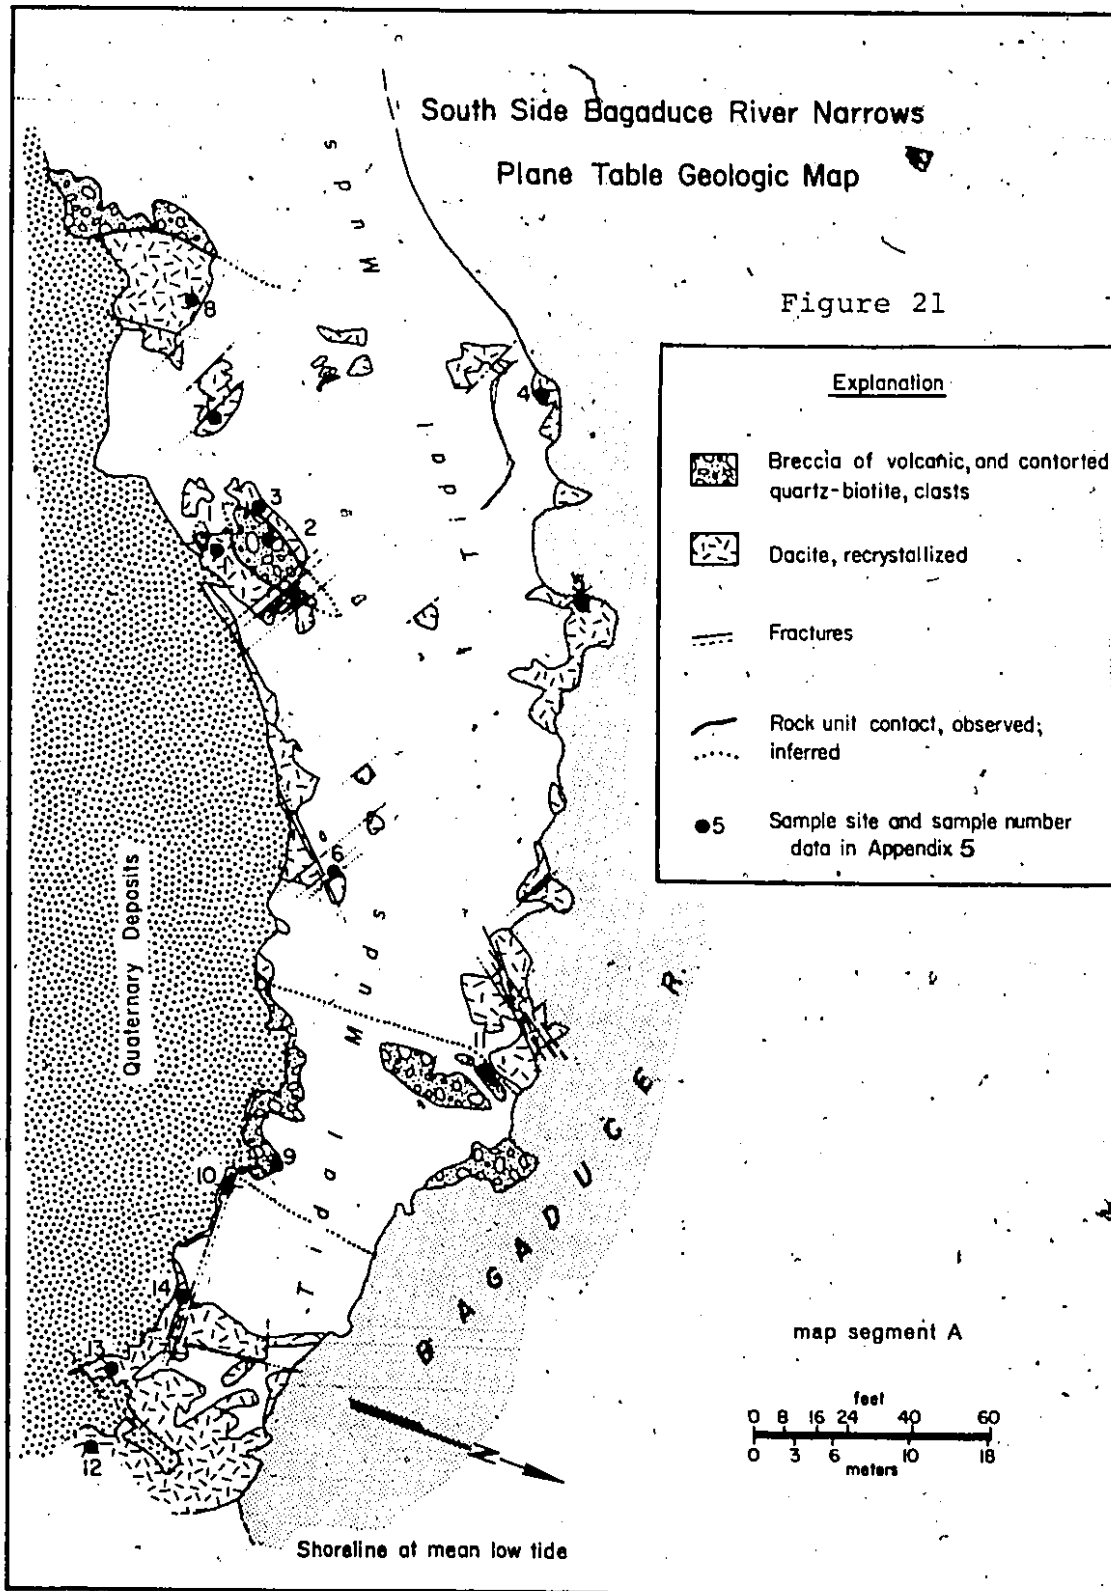 South Side Bagaduce River Narrows
Plane Table Geologic Map
Figure 21
Explanation
Breccia of volcanic, and contorted
quartz-biotite, clasts
Dacite, recrystallized
Fractures
Rock unit contact, observed;
inferred
●5 Sample site and sample number
data in Appendix 5
Tidal Muds
Tidal Muds
Quaternary Deposits
BAGADUCE R.
8
7
4
3
2
1
5
6
11
9
10
14
13
12
N
map segment A
feet
0 8 16 24 40 60
0 3 6 10 18
meters
Shoreline at mean low tide